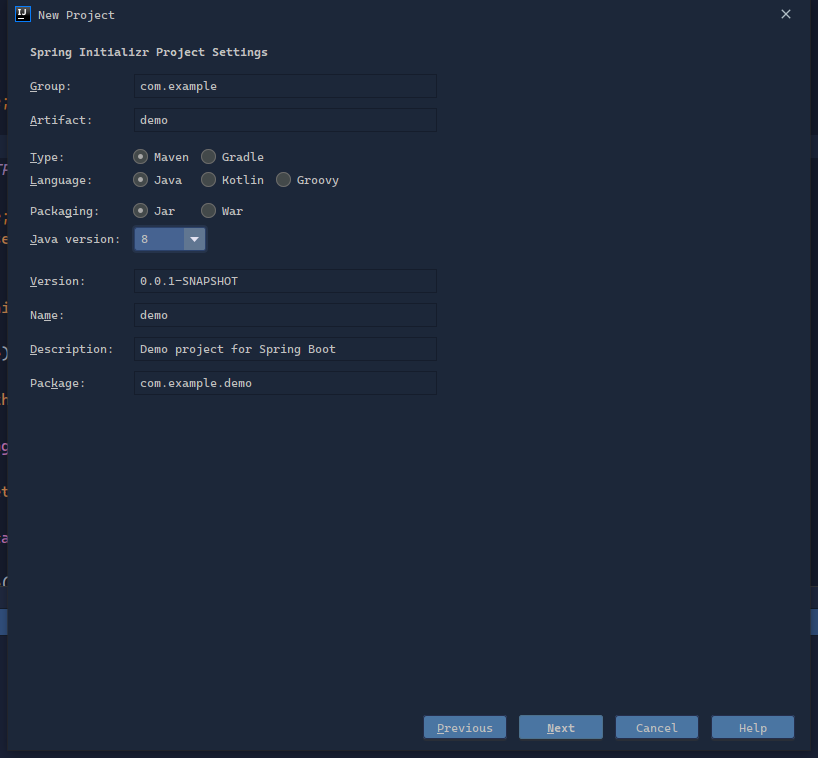 New Project
Spring Initializr Project Settings
Group: com.example
Artifact: demo
Type: Maven Gradle
Language: Java Kotlin Groovy
Packaging: Jar War
Java version: 8
Version: 0.0.1-SNAPSHOT
Name: demo
Description: Demo project for Spring Boot
Package: com.example.demo
Previous Next Cancel Help